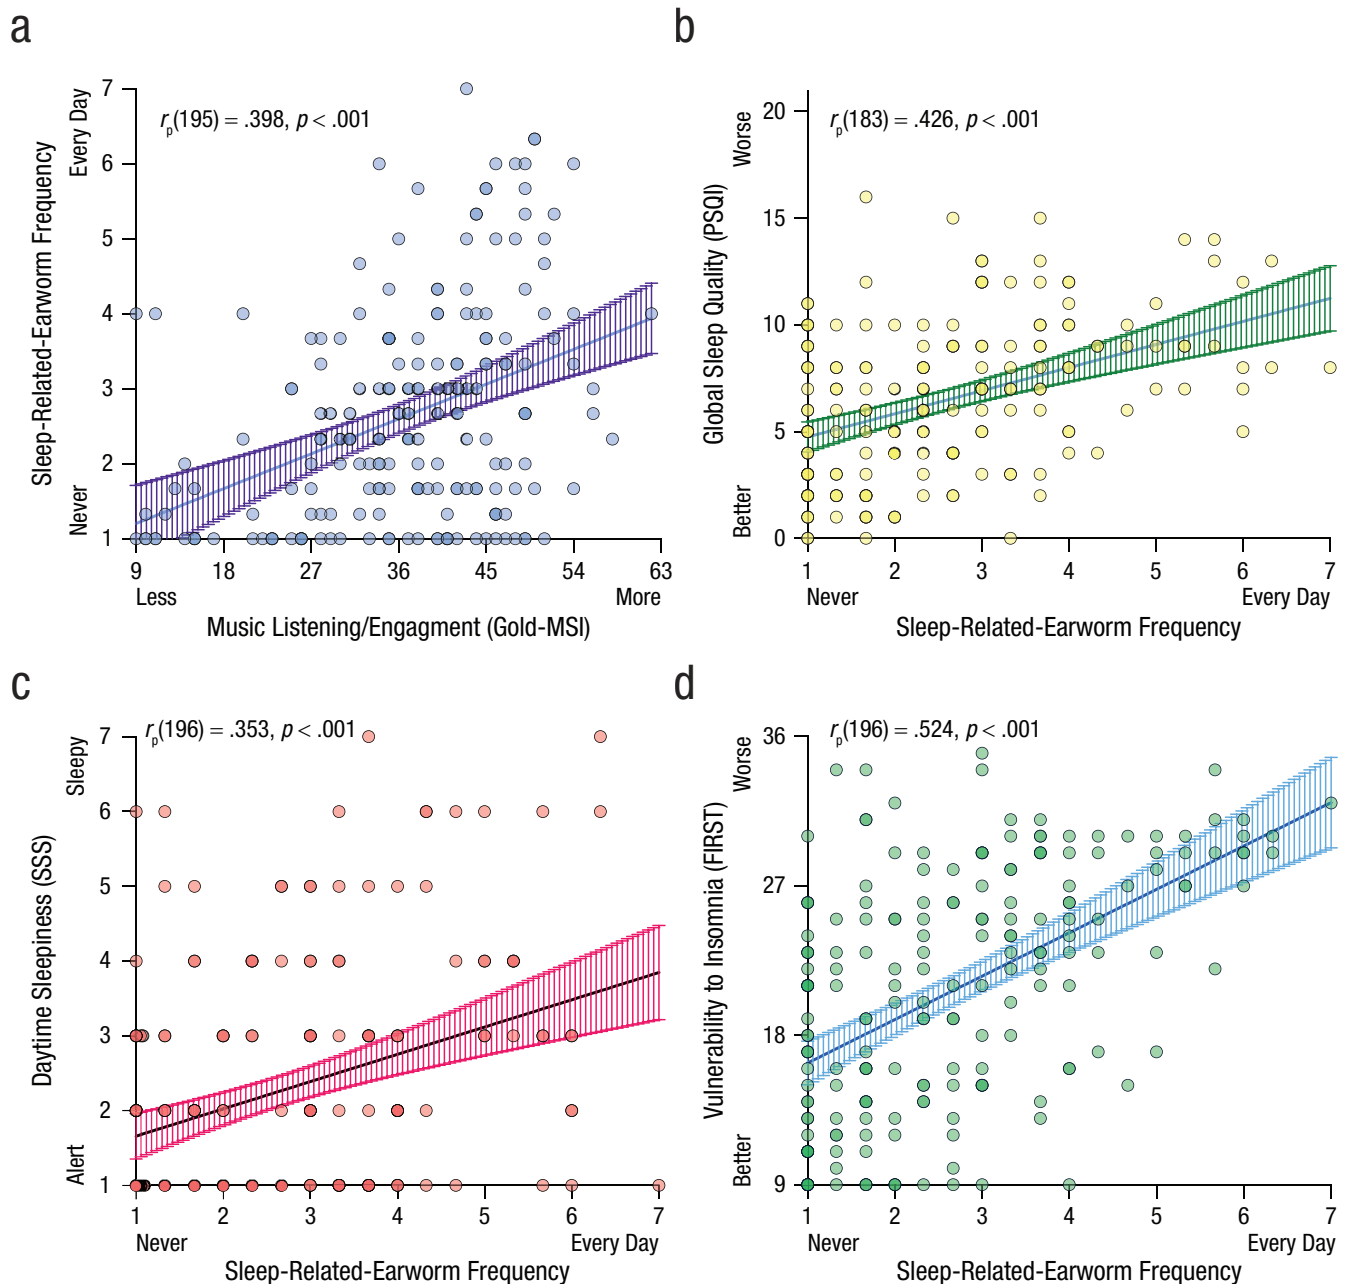 a
r_p(195) = .398, p < .001
Sleep-Related-Earworm Frequency
Every Day
Never
7
6
5
4
3
2
1
9 18 27 36 45 54 63
Less More
Music Listening/Engagment (Gold-MSI)
b
r_p(183) = .426, p < .001
Global Sleep Quality (PSQI)
Worse
Better
20
15
10
5
0
1 2 3 4 5 6 7
Never Every Day
Sleep-Related-Earworm Frequency
c
r_p(196) = .353, p < .001
Daytime Sleepiness (SSS)
Sleepy
Alert
7
6
5
4
3
2
1
1 2 3 4 5 6 7
Never Every Day
Sleep-Related-Earworm Frequency
d
r_p(196) = .524, p < .001
Vulnerability to Insomnia (FIRST)
Worse
Better
36
27
18
9
1 2 3 4 5 6 7
Never Every Day
Sleep-Related-Earworm Frequency